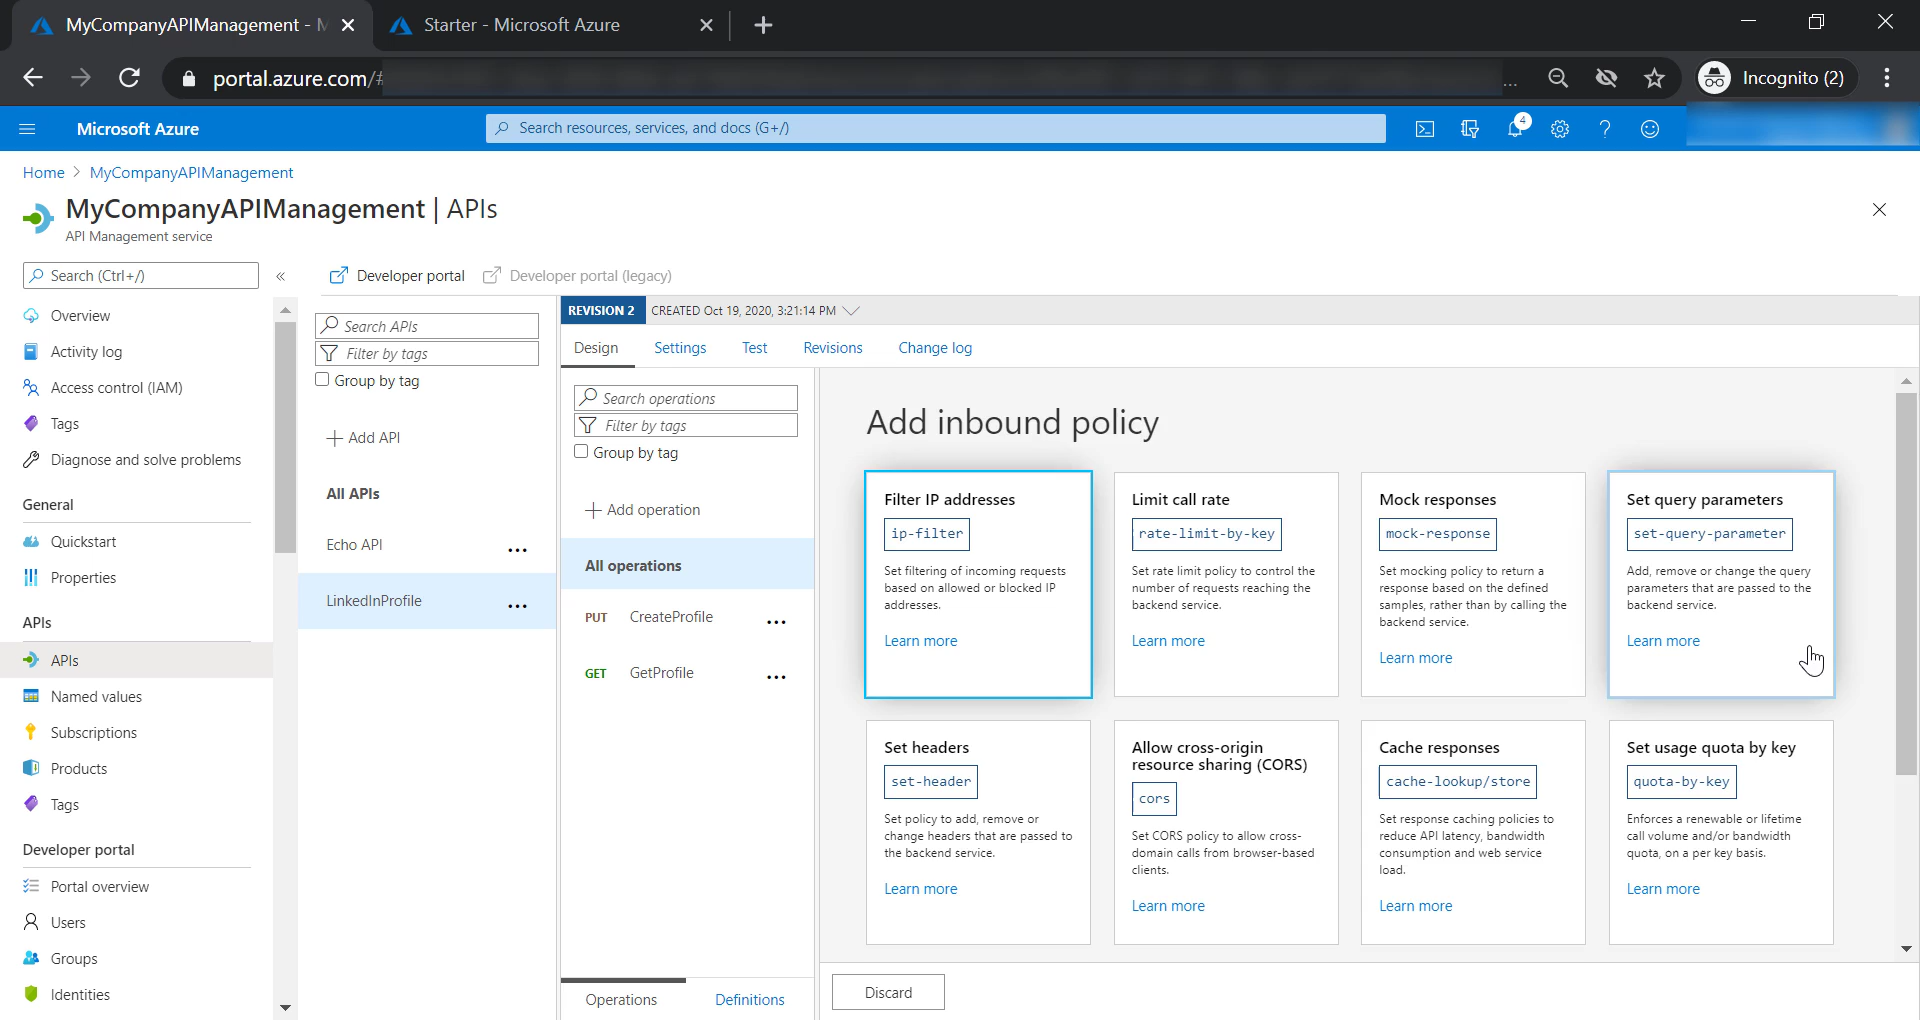 MyCompanyAPIManagement - M
Starter - Microsoft Azure
portal.azure.com/#
...
Incognito (2)
Microsoft Azure
Search resources, services, and docs (G+/)
4
Home > MyCompanyAPIManagement
MyCompanyAPIManagement | APIs
API Management service
Search (Ctrl+/)
«
Overview
Activity log
Access control (IAM)
Tags
Diagnose and solve problems
General
Quickstart
Properties
APIs
APIs
Named values
Subscriptions
Products
Tags
Developer portal
Portal overview
Users
Groups
Identities
Developer portal
Developer portal (legacy)
Search APIs
Filter by tags
Group by tag
+ Add API
All APIs
Echo API
...
LinkedInProfile
...
REVISION 2
CREATED Oct 19, 2020, 3:21:14 PM
Design
Settings
Test
Revisions
Change log
Search operations
Filter by tags
Group by tag
+ Add operation
All operations
PUT CreateProfile
...
GET GetProfile
...
Operations
Definitions
Add inbound policy
Filter IP addresses
ip-filter
Set filtering of incoming requests
based on allowed or blocked IP
addresses.
Learn more
Limit call rate
rate-limit-by-key
Set rate limit policy to control the
number of requests reaching the
backend service.
Learn more
Mock responses
mock-response
Set mocking policy to return a
response based on the defined
samples, rather than by calling the
backend service.
Learn more
Set query parameters
set-query-parameter
Add, remove or change the query
parameters that are passed to the
backend service.
Learn more
Set headers
set-header
Set policy to add, remove or
change headers that are passed to
the backend service.
Learn more
Allow cross-origin
resource sharing (CORS)
cors
Set CORS policy to allow cross-
domain calls from browser-based
clients.
Learn more
Cache responses
cache-lookup/store
Set response caching policies to
reduce API latency, bandwidth
consumption and web service
load.
Learn more
Set usage quota by key
quota-by-key
Enforces a renewable or lifetime
call volume and/or bandwidth
quota, on a per key basis.
Learn more
Discard